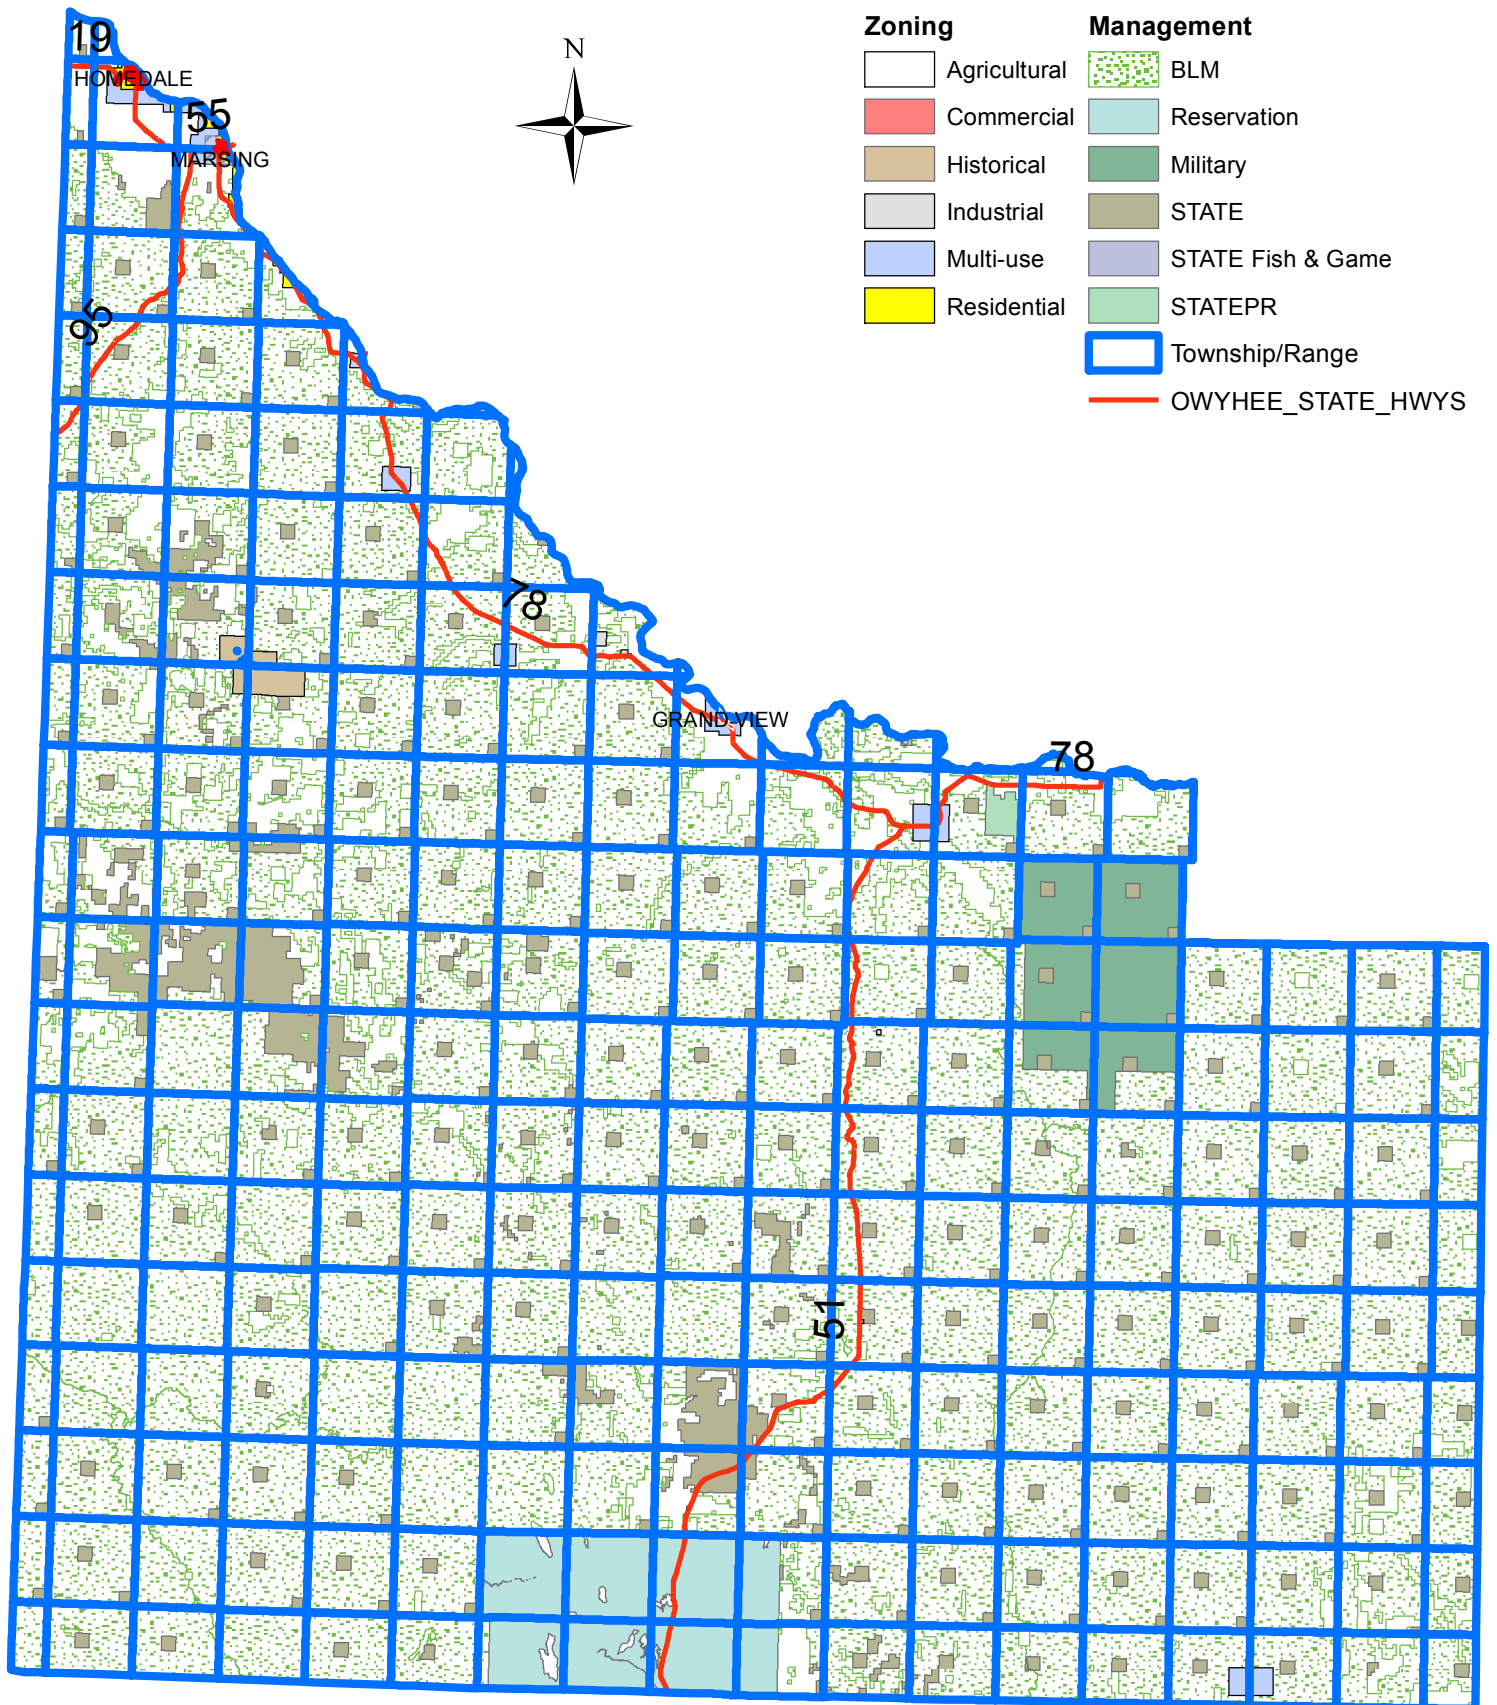 Zoning
Agricultural
Commercial
Historical
Industrial
Multi-use
Residential
Management
BLM
Reservation
Military
STATE
STATE Fish & Game
STATEPR
Township/Range
OWYHEE_STATE_HWYS
N
19
HOMEDALE
55
MARSING
95
78
GRAND VIEW
78
51